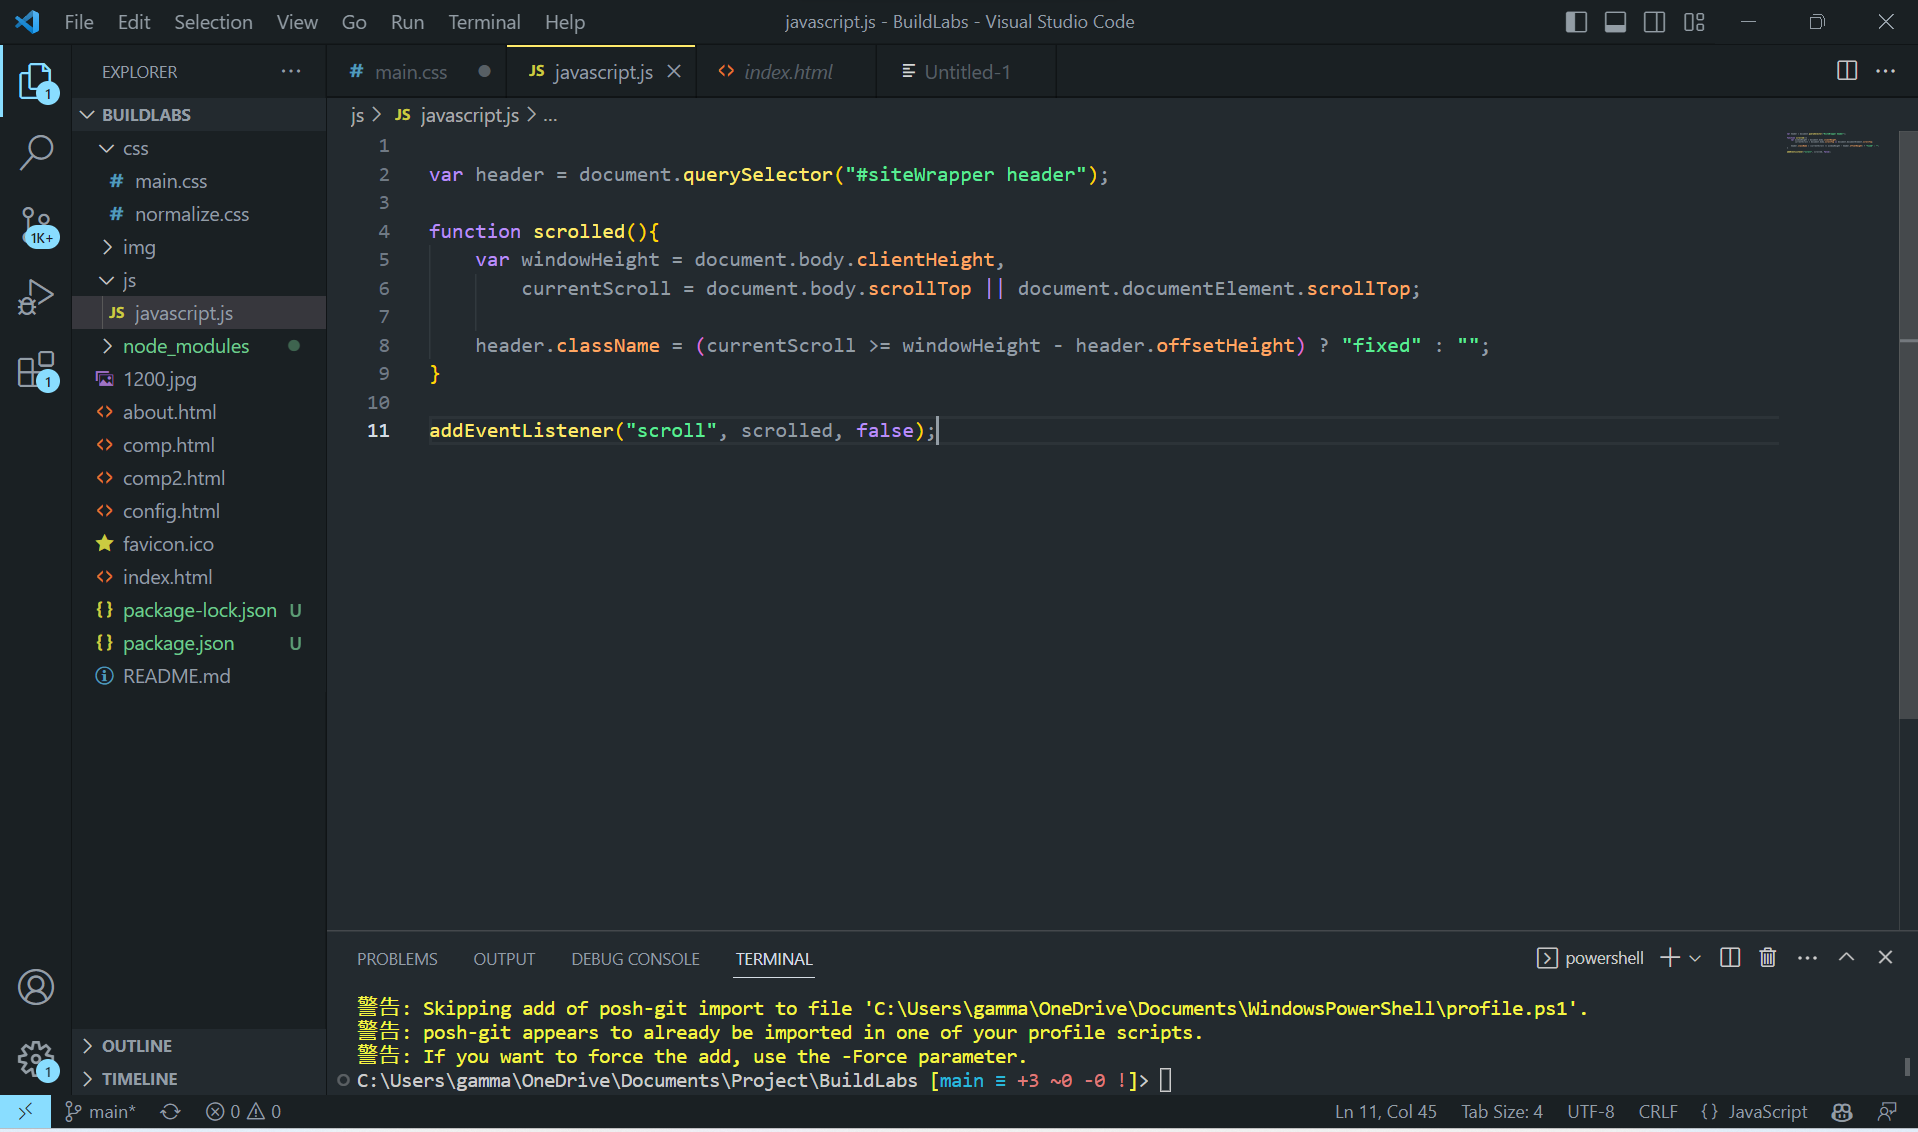 File Edit Selection View Go Run Terminal Help javascript.js - BuildLabs - Visual Studio Code
EXPLORER
# main.css JS javascript.js index.html Untitled-1
BUILDLABS
js > JS javascript.js > ...
css
# main.css
# normalize.css
img
js
JS javascript.js
node_modules
1200.jpg
about.html
comp.html
comp2.html
config.html
favicon.ico
index.html
{} package-lock.json U
{} package.json U
README.md
OUTLINE
TIMELINE
1
1K+
1
1
1
2 var header = document.querySelector("#siteWrapper header");
3
4 function scrolled(){
5 var windowHeight = document.body.clientHeight,
6 currentScroll = document.body.scrollTop || document.documentElement.scrollTop;
7
8 header.className = (currentScroll >= windowHeight - header.offsetHeight) ? "fixed" : "";
9 }
10
11 addEventListener("scroll", scrolled, false);
PROBLEMS OUTPUT DEBUG CONSOLE TERMINAL powershell
警告: Skipping add of posh-git import to file 'C:\Users\gamma\OneDrive\Documents\WindowsPowerShell\profile.ps1'.
警告: posh-git appears to already be imported in one of your profile scripts.
警告: If you want to force the add, use the -Force parameter.
C:\Users\gamma\OneDrive\Documents\Project\BuildLabs [main ≡ +3 ~0 -0 !]>
main* 0 0 Ln 11, Col 45 Tab Size: 4 UTF-8 CRLF {} JavaScript